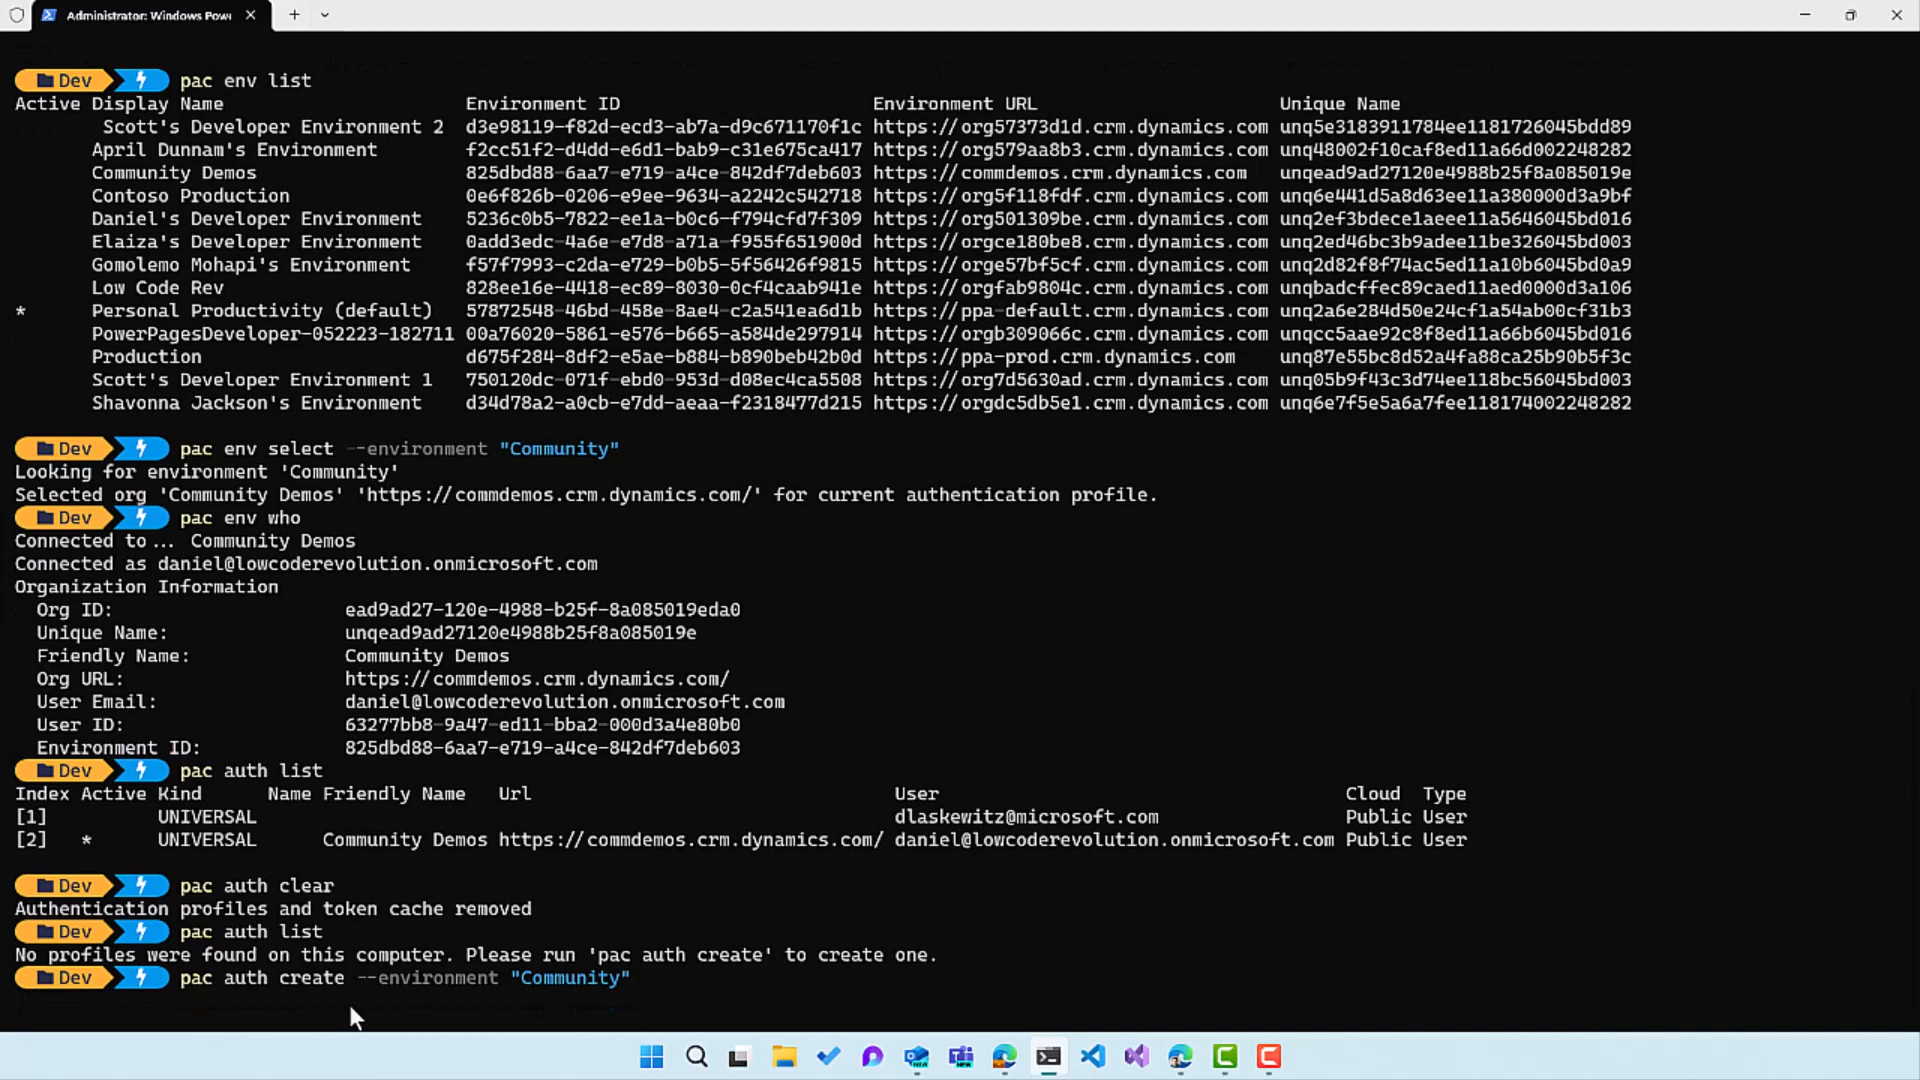 Administrator: Windows Pow
Dev pac env list
Active Display Name Environment ID Environment URL Unique Name
Scott's Developer Environment 2 d3e98119-f82d-ecd3-ab7a-d9c671170f1c https://org57373d1d.crm.dynamics.com unq5e3183911784ee1181726045bdd89
April Dunnam's Environment f2cc51f2-d4dd-e6d1-bab9-c31e675ca417 https://org579aa8b3.crm.dynamics.com unq48002f10caf8ed11a66d002248282
Community Demos 825dbd88-6aa7-e719-a4ce-842df7deb603 https://commdemos.crm.dynamics.com unqead9ad27120e4988b25f8a085019e
Contoso Production 0e6f826b-0206-e9ee-9634-a2242c542718 https://org5f118fdf.crm.dynamics.com unq6e441d5a8d63ee11a380000d3a9bf
Daniel's Developer Environment 5236c0b5-7822-ee1a-b0c6-f794cfd7f309 https://org501309be.crm.dynamics.com unq2ef3bdece1aeee11a5646045bd016
Elaiza's Developer Environment 0add3edc-4a6e-e7d8-a71a-f955f651900d https://orgce180be8.crm.dynamics.com unq2ed46bc3b9adee11be326045bd003
Gomolemo Mohapi's Environment f57f7993-c2da-e729-b0b5-5f56426f9815 https://orge57bf5cf.crm.dynamics.com unq2d82f8f74ac5ed11a10b6045bd0a9
Low Code Rev 828ee16e-4418-ec89-8030-0cf4caab941e https://orgfab9804c.crm.dynamics.com unqbadcffec89caed11aed0000d3a106
* Personal Productivity (default) 57872548-46bd-458e-8ae4-c2a541ea6d1b https://ppa-default.crm.dynamics.com unq2a6e284d50e24cf1a54ab00cf31b3
PowerPagesDeveloper-052223-182711 00a76020-5861-e576-b665-a584de297914 https://orgb309066c.crm.dynamics.com unqcc5aae92c8f8ed11a66b6045bd016
Production d675f284-8df2-e5ae-b884-b890beb42b0d https://ppa-prod.crm.dynamics.com unq87e55bc8d52a4fa88ca25b90b5f3c
Scott's Developer Environment 1 750120dc-071f-ebd0-953d-d08ec4ca5508 https://org7d5630ad.crm.dynamics.com unq05b9f43c3d74ee118bc56045bd003
Shavonna Jackson's Environment d34d78a2-a0cb-e7dd-aeaa-f2318477d215 https://orgdc5db5e1.crm.dynamics.com unq6e7f5e5a6a7fee118174002248282
Dev pac env select --environment "Community"
Looking for environment 'Community'
Selected org 'Community Demos' 'https://commdemos.crm.dynamics.com/' for current authentication profile.
Dev pac env who
Connected to... Community Demos
Connected as daniel@lowcoderevolution.onmicrosoft.com
Organization Information
Org ID: ead9ad27-120e-4988-b25f-8a085019eda0
Unique Name: unqead9ad27120e4988b25f8a085019e
Friendly Name: Community Demos
Org URL: https://commdemos.crm.dynamics.com/
User Email: daniel@lowcoderevolution.onmicrosoft.com
User ID: 63277bb8-9a47-ed11-bba2-000d3a4e80b0
Environment ID: 825dbd88-6aa7-e719-a4ce-842df7deb603
Dev pac auth list
Index Active Kind Name Friendly Name Url User Cloud Type
[1] UNIVERSAL dlaskewitz@microsoft.com Public User
[2] * UNIVERSAL Community Demos https://commdemos.crm.dynamics.com/ daniel@lowcoderevolution.onmicrosoft.com Public User
Dev pac auth clear
Authentication profiles and token cache removed
Dev pac auth list
No profiles were found on this computer. Please run 'pac auth create' to create one.
Dev pac auth create --environment "Community"